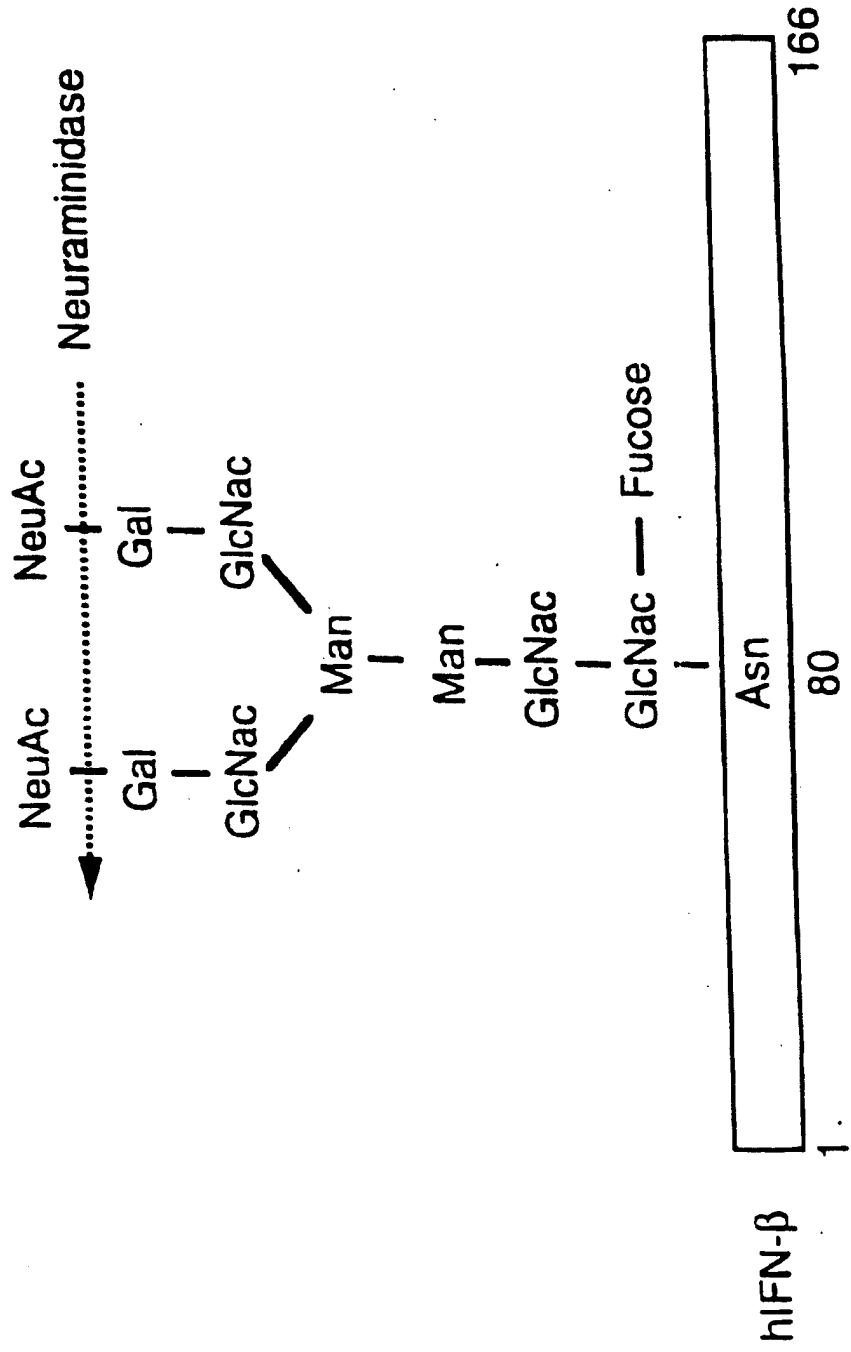 NeuAc NeuAc
Neuraminidase
Gal Gal
GlcNac GlcNac
Man
Man
GlcNac
GlcNac Fucose
Asn
hIFN-β
1 80 166